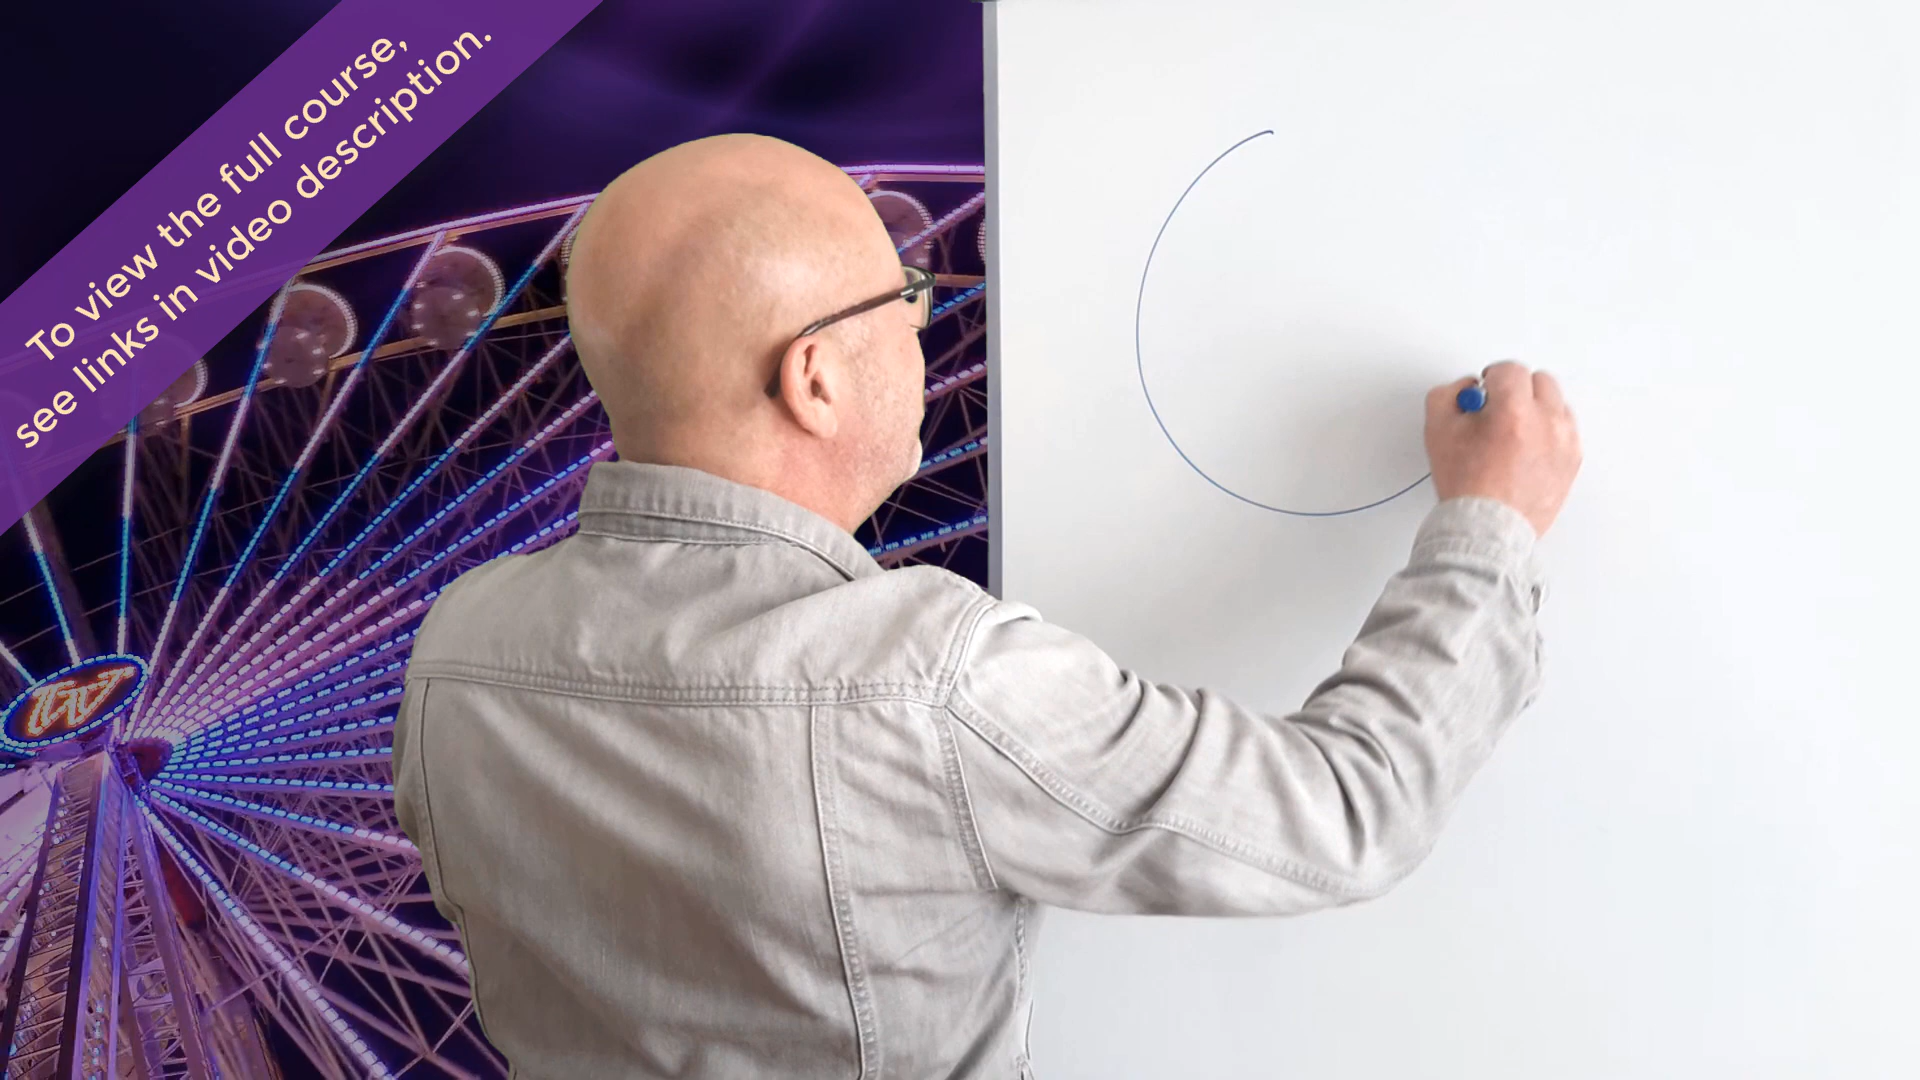 To view the full course,
see links in video description.